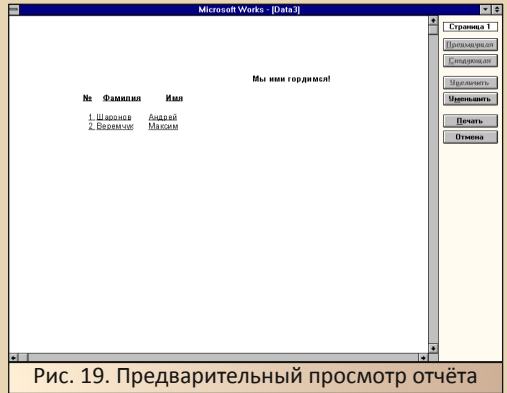 Microsoft Works - [Data3]
Страница 1
Предыдущая
Следующая
Увеличить
Уменьшить
Печать
Отмена
Мы ими гордимся!
№ Фамилия Имя
1. Шаронов Андрей
2. Веремчук Максим
Рис. 19. Предварительный просмотр отчёта